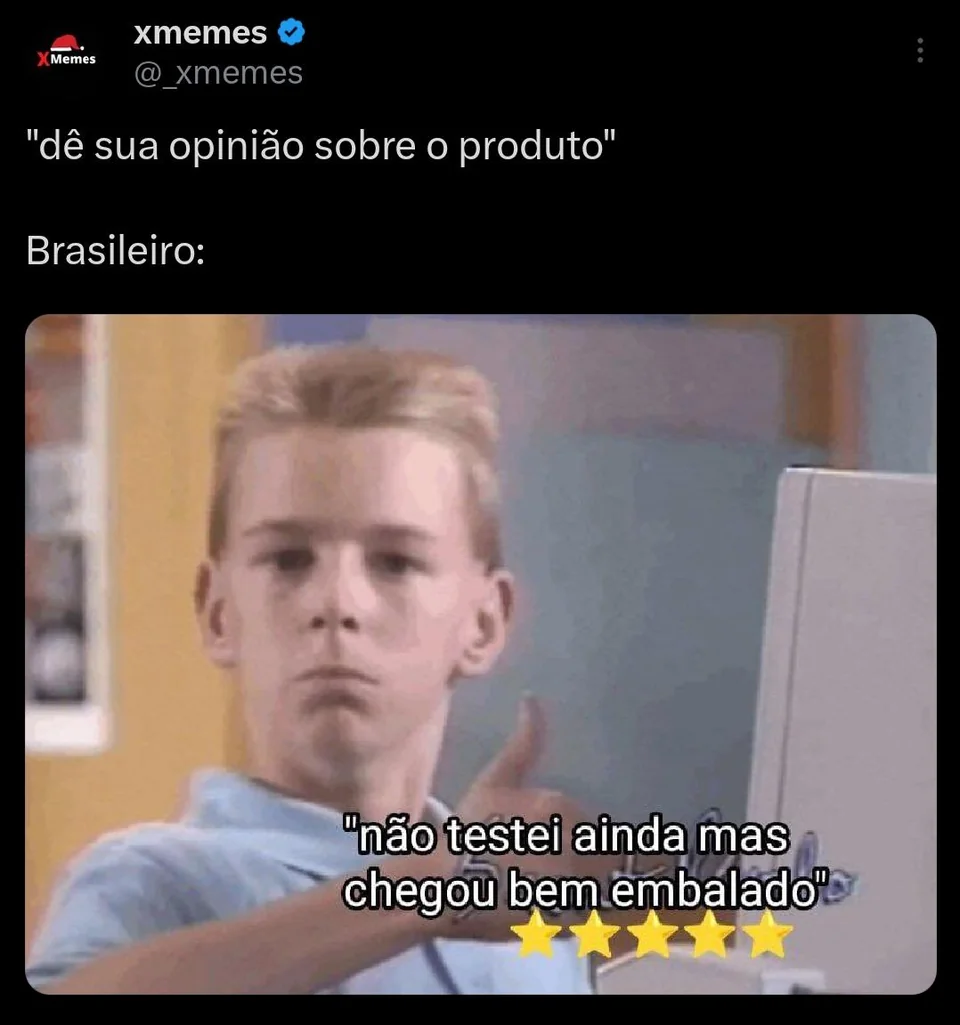 xmemes
XMemes
@_xmemes
"dê sua opinião sobre o produto"
Brasileiro:
"não testei ainda mas
chegou bem embalado"